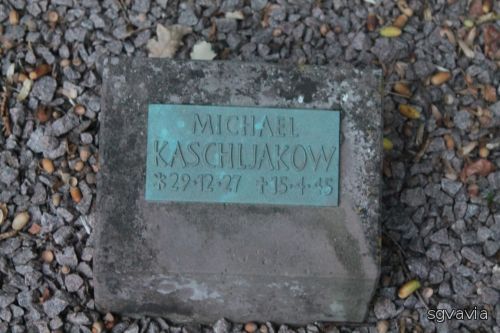 MICHAEL
KASCHLJAKOW
*29·12·27 +15·4·45
sgvavia